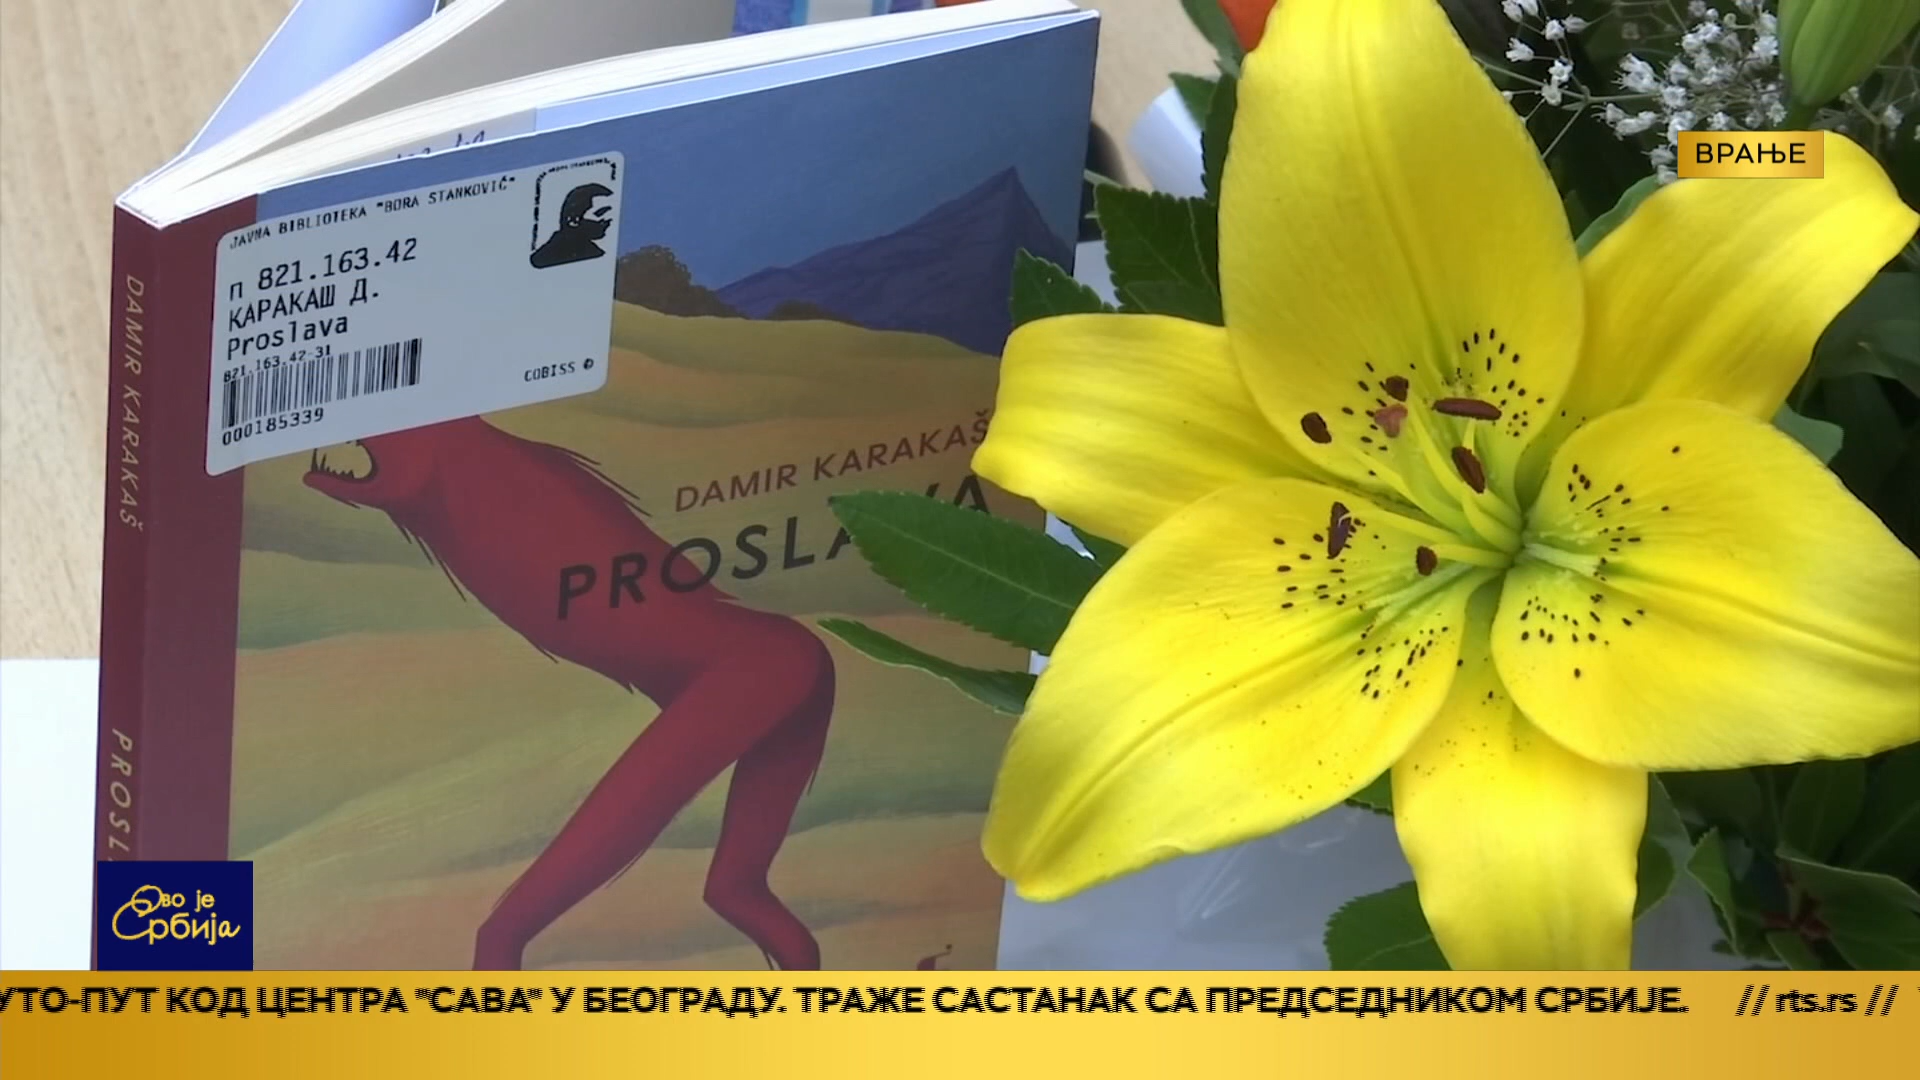 JAVNA BIBLIOTEKA "BORA STANKOVIĆ"
п 821.163.42
КАРАКАШ Д.
Proslava
821.163.42-31
000185339
COBISS ©
DAMIR KARAKAŠ
PROSLAVA
DAMIR KARAKAŠ
PROSL
ВРАЊЕ
Ово је
Србија
УТО-ПУТ КОД ЦЕНТРА "САВА" У БЕОГРАДУ. ТРАЖЕ САСТАНАК СА ПРЕДСЕДНИКОМ СРБИЈЕ. // rts.rs //